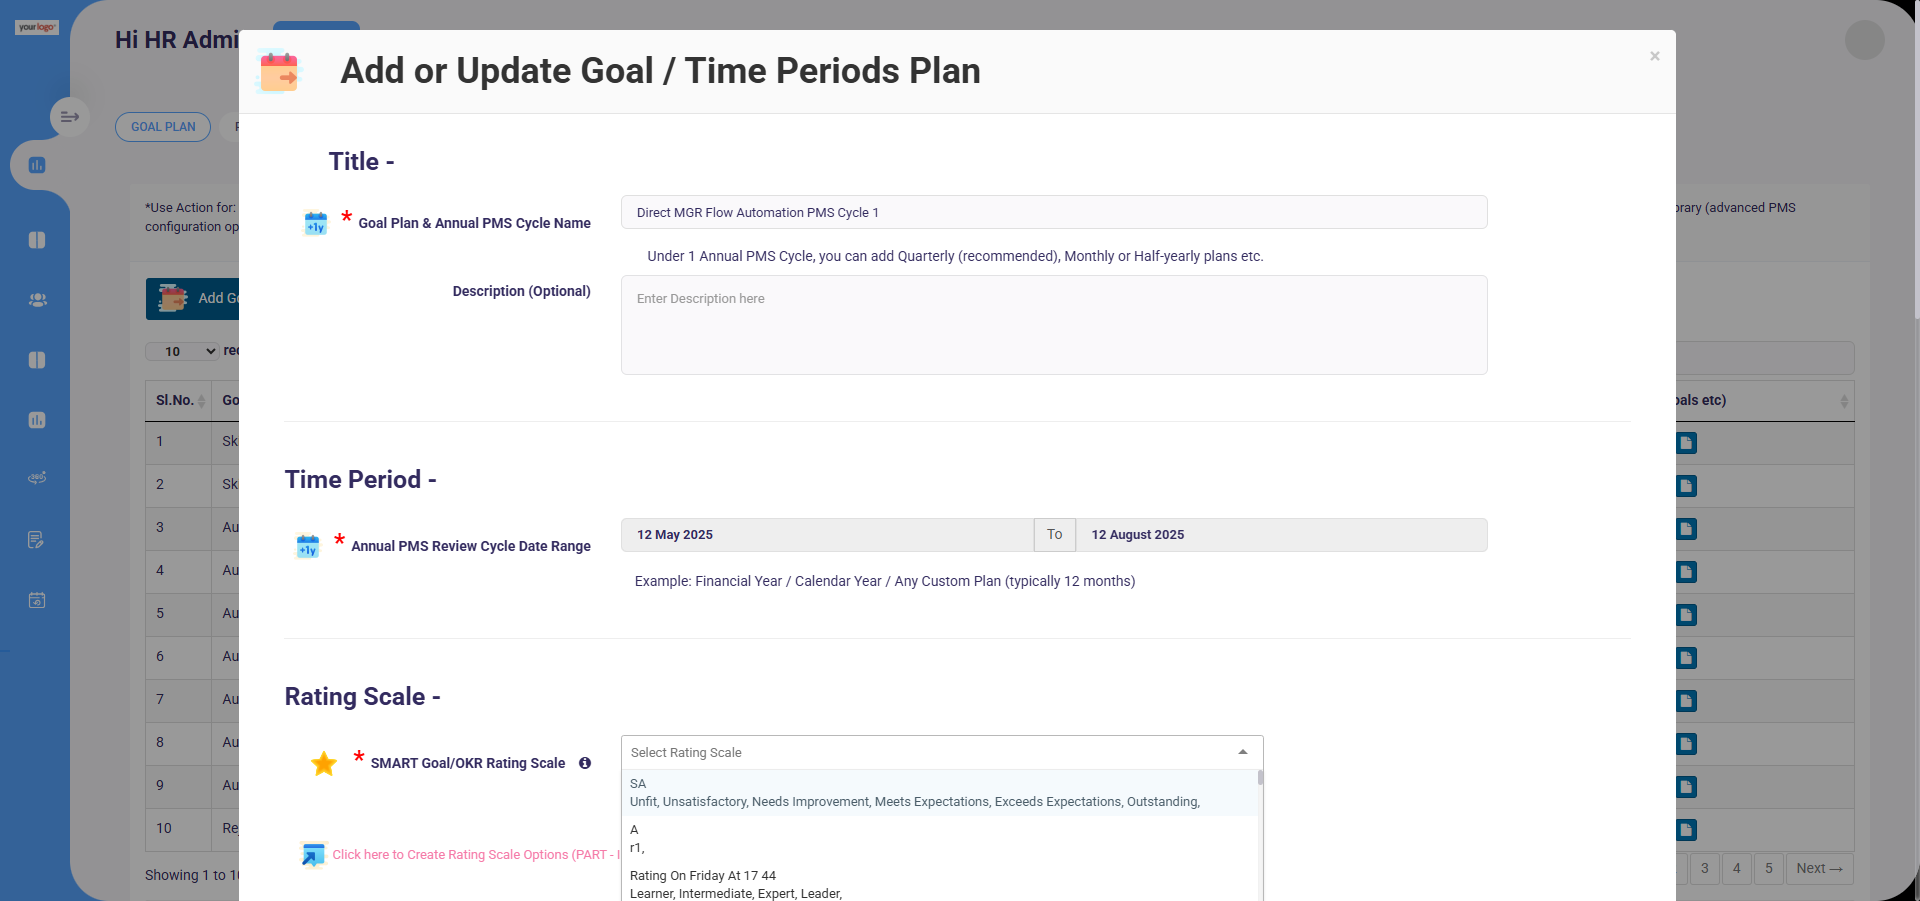 yourlogo
Hi HR Admi
Add or Update Goal / Time Periods Plan
×
GOAL PLAN
Title -
*Use Action for:
configuration op
brary (advanced PMS
* Goal Plan & Annual PMS Cycle Name
Direct MGR Flow Automation PMS Cycle 1
Under 1 Annual PMS Cycle, you can add Quarterly (recommended), Monthly or Half-yearly plans etc.
Description (Optional)
Enter Description here
Add Go
10
rec
Sl.No.
Go
oals etc)
1
Sk
2
Sk
3
Au
4
Au
5
Au
6
Au
7
Au
8
Au
9
Au
10
Re
Showing 1 to 1
3
4
5
Next →
Time Period -
+1y
* Annual PMS Review Cycle Date Range
12 May 2025
To
12 August 2025
Example: Financial Year / Calendar Year / Any Custom Plan (typically 12 months)
Rating Scale -
* SMART Goal/OKR Rating Scale
Select Rating Scale
SA
Unfit, Unsatisfactory, Needs Improvement, Meets Expectations, Exceeds Expectations, Outstanding,
A
r1,
Rating On Friday At 17 44
Learner, Intermediate, Expert, Leader,
Click here to Create Rating Scale Options (PART - I